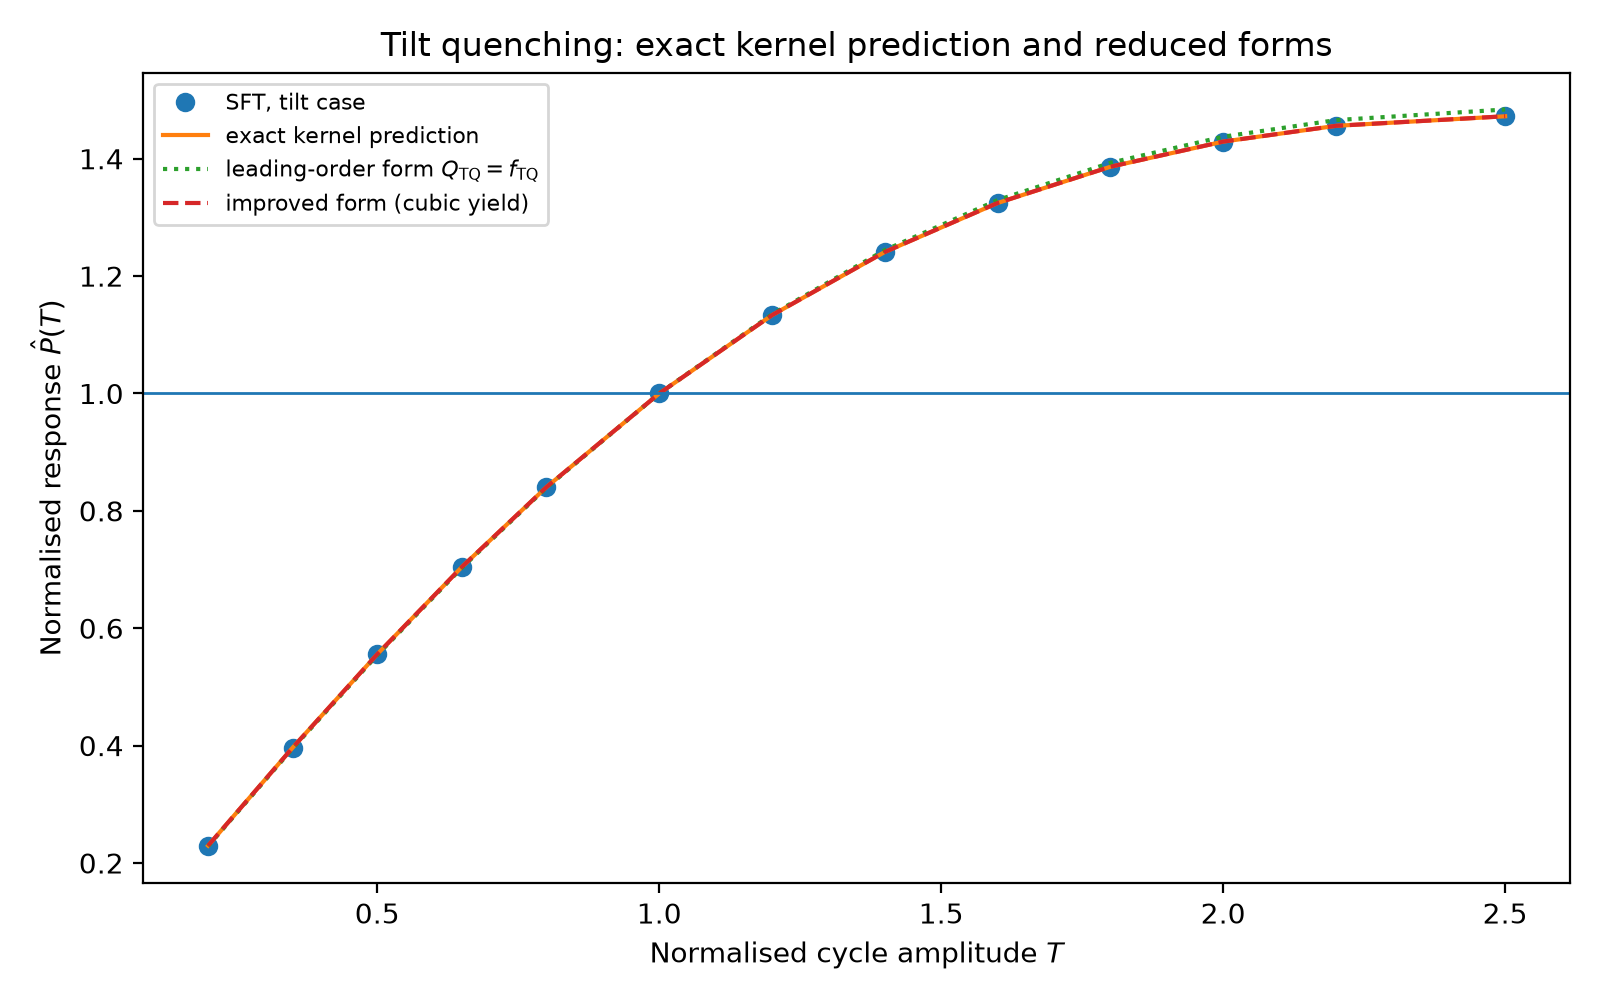 Tilt quenching: exact kernel prediction and reduced forms
SFT, tilt case
exact kernel prediction
leading-order form Q_TQ = f_TQ
improved form (cubic yield)
Normalised response P̂(T)
1.4
1.2
1.0
0.8
0.6
0.4
0.2
0.5 1.0 1.5 2.0 2.5
Normalised cycle amplitude T